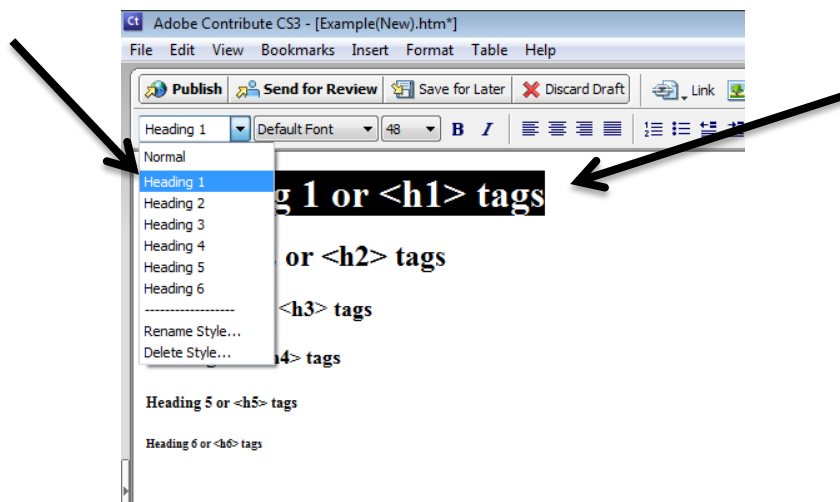 Ct Adobe Contribute CS3 - [Example(New).htm*]
File Edit View Bookmarks Insert Format Table Help
Publish Send for Review Save for Later Discard Draft Link
Heading 1 Default Font 48 B I
Normal
Heading 1
Heading 2
Heading 3
Heading 4
Heading 5
Heading 6
------------------
Rename Style...
Delete Style...
g 1 or <h1> tags
or <h2> tags
<h3> tags
h4> tags
Heading 5 or <h5> tags
Heading 6 or <h6> tags